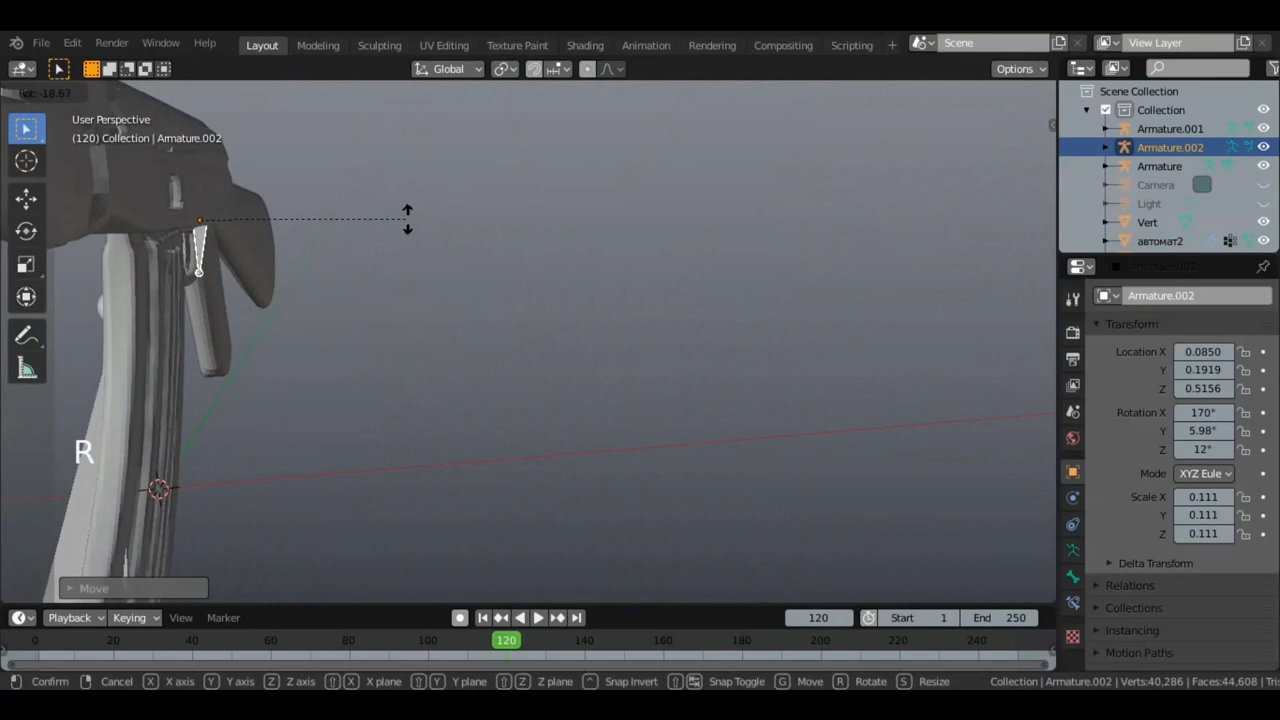 File Edit Render Window Help Layout Modeling Sculpting UV Editing Texture Paint Shading Animation Rendering Compositing Scripting + Scene View Layer
Global Options
Rot: -18.67
User Perspective
(120) Collection | Armature.002
Scene Collection
Collection
Armature.001
Armature.002
Armature
Camera
Light
Vert
автомат2
Armature.002
Armature.002
Transform
Location X 0.0850
Y 0.1919
Z 0.5156
Rotation X 170°
Y 5.98°
Z 12°
Mode XYZ Eule
Scale X 0.111
Y 0.111
Z 0.111
Delta Transform
Relations
Collections
Instancing
Motion Paths
R
Move
Playback Keying View Marker 120 Start 1 End 250
0 20 40 60 80 100 120 140 160 180 200 220 240
Confirm Cancel X X axis Y Y axis Z Z axis X X plane Y Y plane Z Z plane Snap Invert Snap Toggle G Move R Rotate S Resize Collection | Armature.002 | Verts:40,286 | Faces:44,608 | Tris